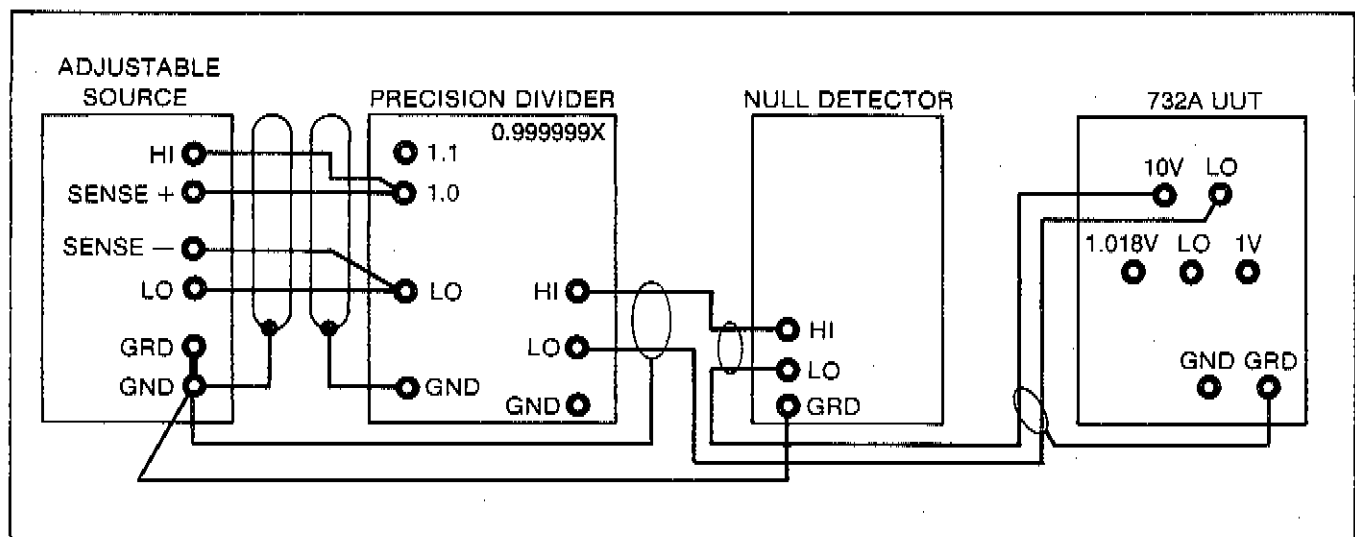 ADJUSTABLE
SOURCE
HI
SENSE +
SENSE —
LO
GRD
GND
PRECISION DIVIDER
0.999999X
1.1
1.0
LO
HI
LO
GND
GND
NULL DETECTOR
HI
LO
GRD
732A UUT
10V LO
1.018V LO 1V
GND GRD